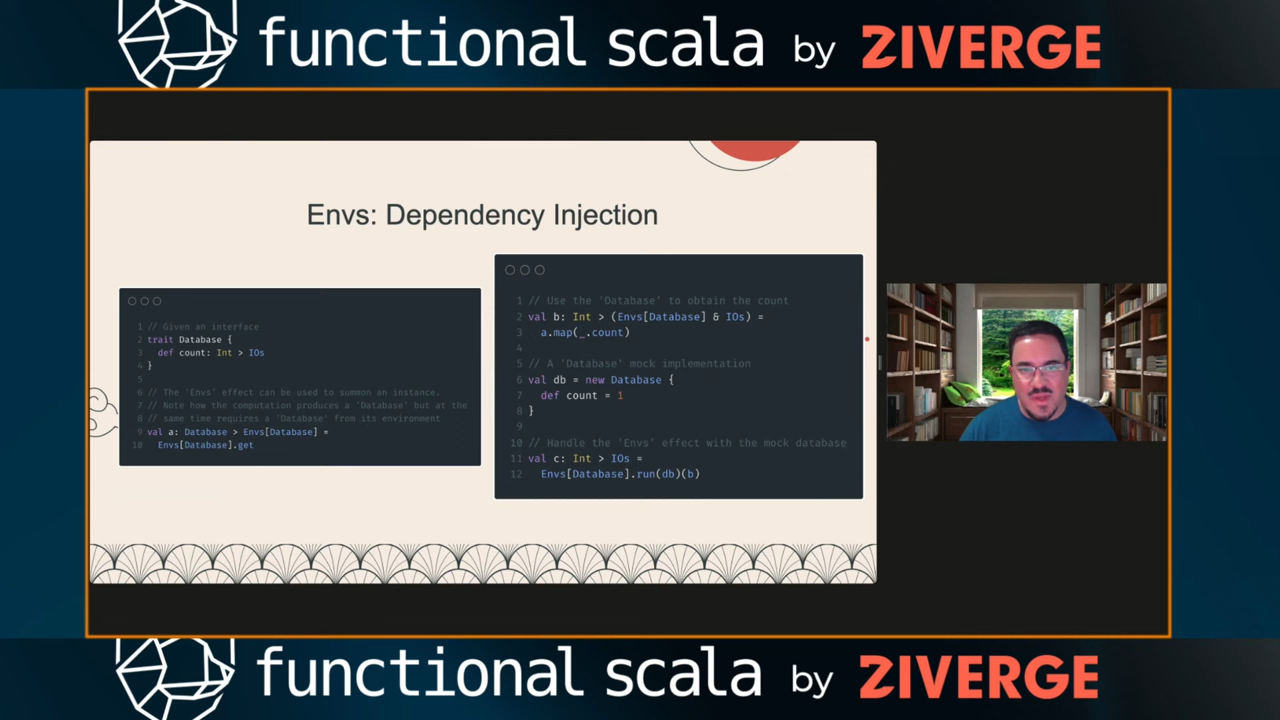 functional scala by ZIVERGE
Envs: Dependency Injection
1 // Given an interface
2 trait Database {
3 def count: Int > IOs
4 }
5
6 // The 'Envs' effect can be used to summon an instance.
7 // Note how the computation produces a 'Database' but at the
8 // same time requires a 'Database' from its environment
9 val a: Database > Envs[Database] =
10 Envs[Database].get
1 // Use the 'Database' to obtain the count
2 val b: Int > (Envs[Database] & IOs) =
3 a.map(_.count)
4
5 // A 'Database' mock implementation
6 val db = new Database {
7 def count = 1
8 }
9
10 // Handle the 'Envs' effect with the mock database
11 val c: Int > IOs =
12 Envs[Database].run(db)(b)
functional scala by ZIVERGE